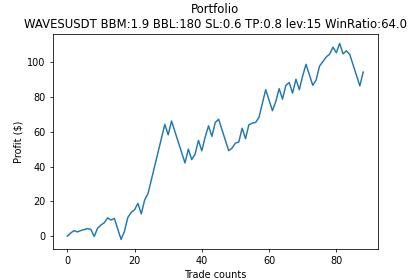 Portfolio
WAVESUSDT BBM:1.9 BBL:180 SL:0.6 TP:0.8 lev:15 WinRatio:64.0
Profit ($)
100
80
60
40
20
0
0 20 40 60 80
Trade counts